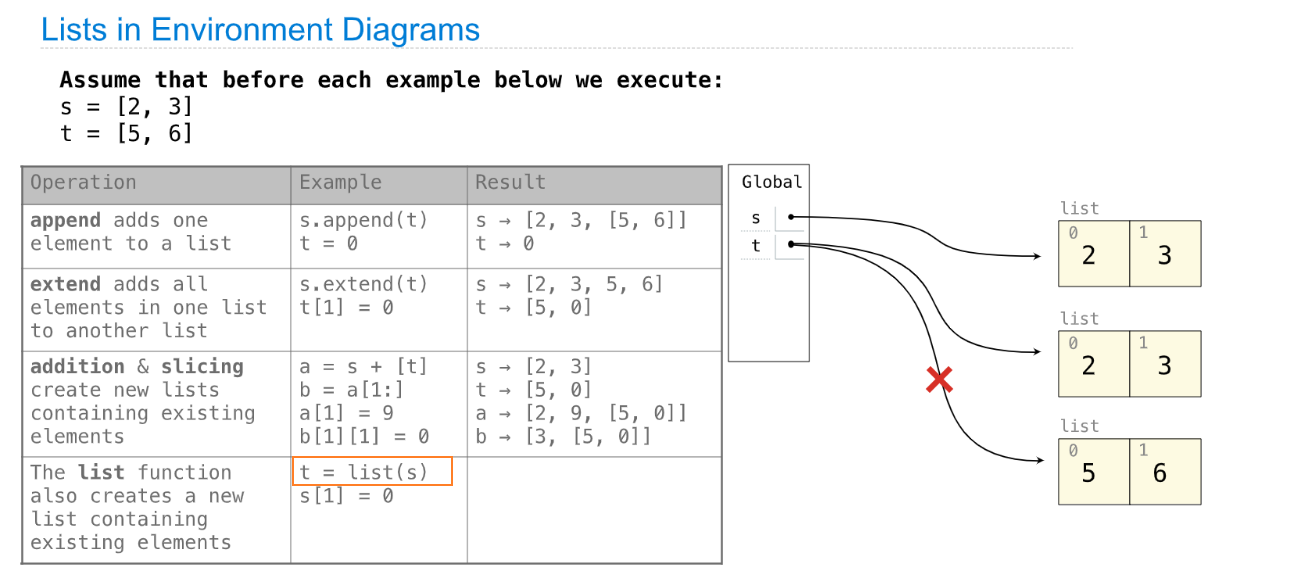 Lists in Environment Diagrams
Assume that before each example below we execute:
s = [2, 3]
t = [5, 6]
Operation
Example
Result
append adds one
element to a list
s.append(t)
t = 0
s → [2, 3, [5, 6]]
t → 0
extend adds all
elements in one list
to another list
s.extend(t)
t[1] = 0
s → [2, 3, 5, 6]
t → [5, 0]
addition & slicing
create new lists
containing existing
elements
a = s + [t]
b = a[1:]
a[1] = 9
b[1][1] = 0
s → [2, 3]
t → [5, 0]
a → [2, 9, [5, 0]]
b → [3, [5, 0]]
The list function
also creates a new
list containing
existing elements
t = list(s)
s[1] = 0
Global
s
t
list
0 1
2 3
list
0 1
2 3
list
0 1
5 6